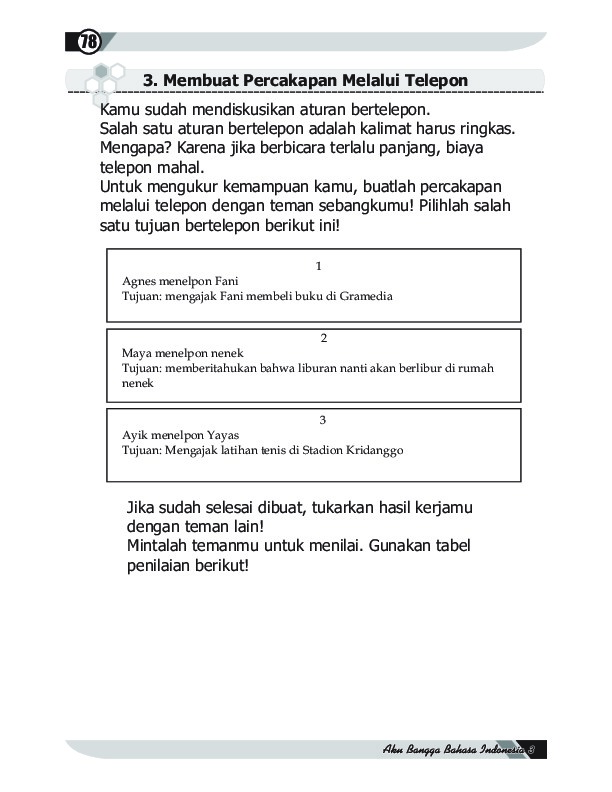 78
3. Membuat Percakapan Melalui Telepon
Kamu sudah mendiskusikan aturan bertelepon.
Salah satu aturan bertelepon adalah kalimat harus ringkas.
Mengapa? Karena jika berbicara terlalu panjang, biaya
telepon mahal.
Untuk mengukur kemampuan kamu, buatlah percakapan
melalui telepon dengan teman sebangkumu! Pilihlah salah
satu tujuan bertelepon berikut ini!
1
Agnes menelpon Fani
Tujuan: mengajak Fani membeli buku di Gramedia
2
Maya menelpon nenek
Tujuan: memberitahukan bahwa liburan nanti akan berlibur di rumah
nenek
3
Ayik menelpon Yayas
Tujuan: Mengajak latihan tenis di Stadion Kridanggo
Jika sudah selesai dibuat, tukarkan hasil kerjamu
dengan teman lain!
Mintalah temanmu untuk menilai. Gunakan tabel
penilaian berikut!
Aku Bangga Bahasa Indonesia 3